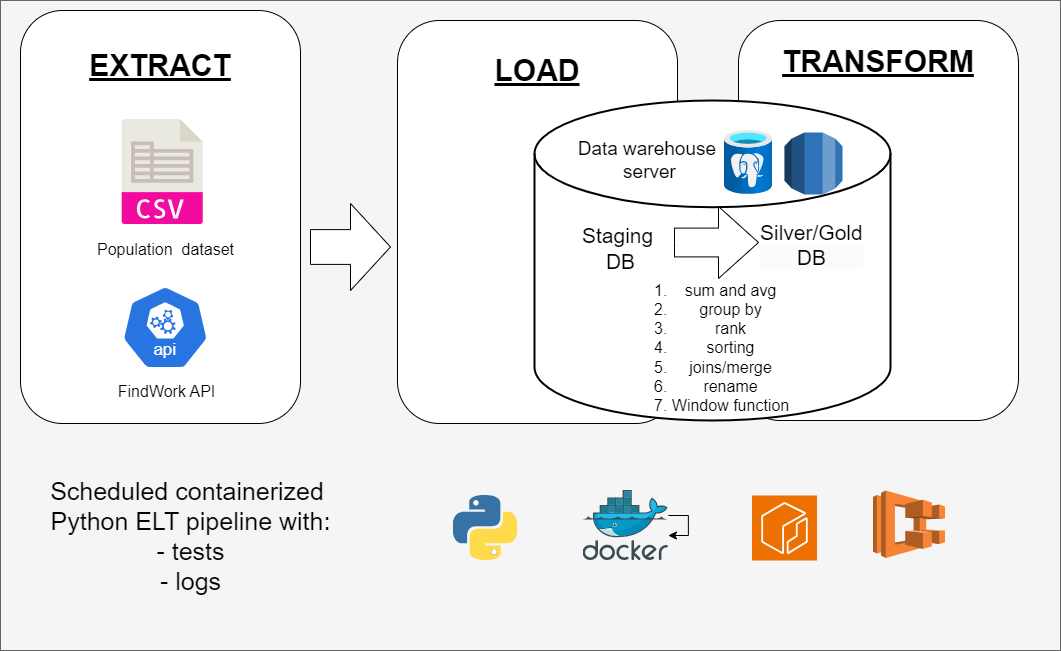 EXTRACT
CSV
Population dataset
api
FindWork API
LOAD
TRANSFORM
Data warehouse
server
Staging
DB
Silver/Gold
DB
1. sum and avg
2. group by
3. rank
4. sorting
5. joins/merge
6. rename
7. Window function
Scheduled containerized
Python ELT pipeline with:
- tests
- logs
docker